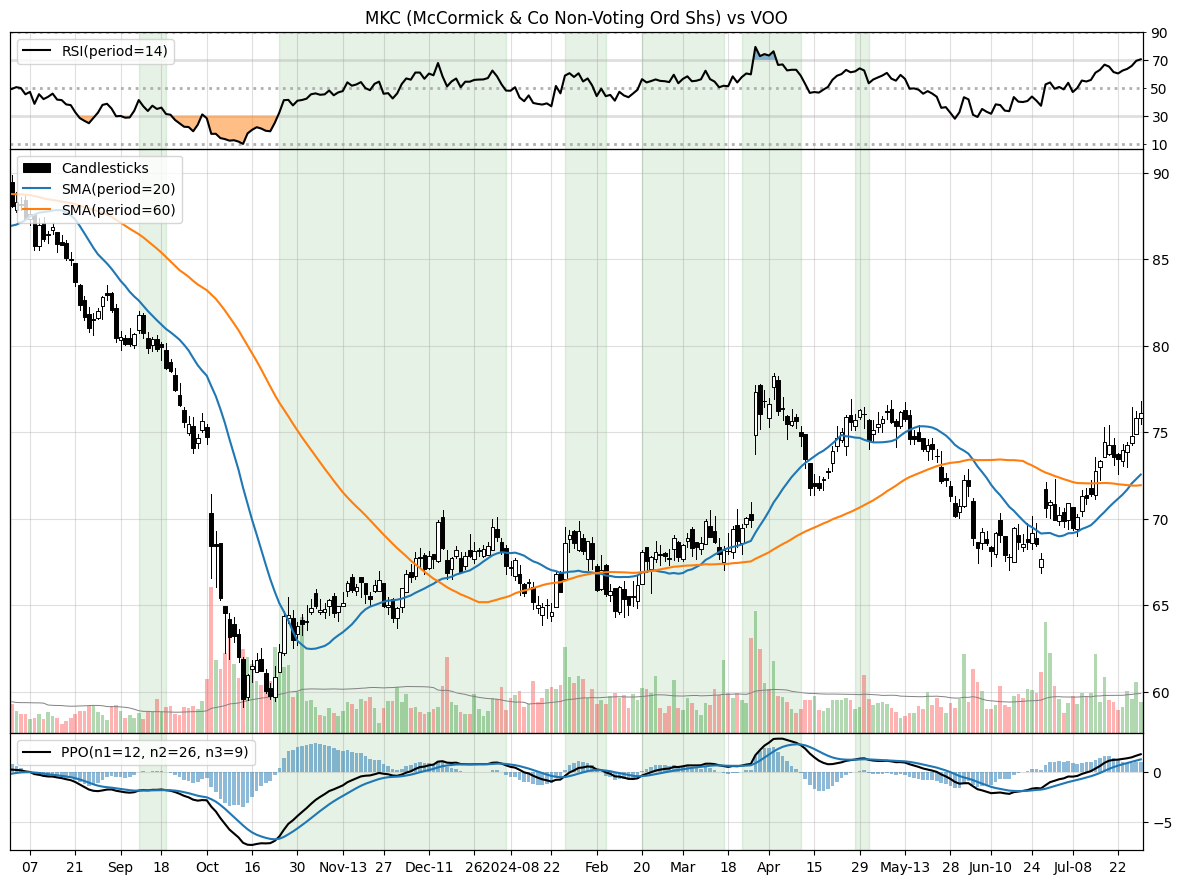 MKC (McCormick & Co Non-Voting Ord Shs) vs VOO
RSI(period=14)
90
70
50
30
10
Candlesticks
SMA(period=20)
SMA(period=60)
90
85
80
75
70
65
60
PPO(n1=12, n2=26, n3=9)
0
−5
07 21 Sep 18 Oct 16 30 Nov-13 27 Dec-11 26 2024-08 22 Feb 20 Mar 18 Apr 15 29 May-13 28 Jun-10 24 Jul-08 22